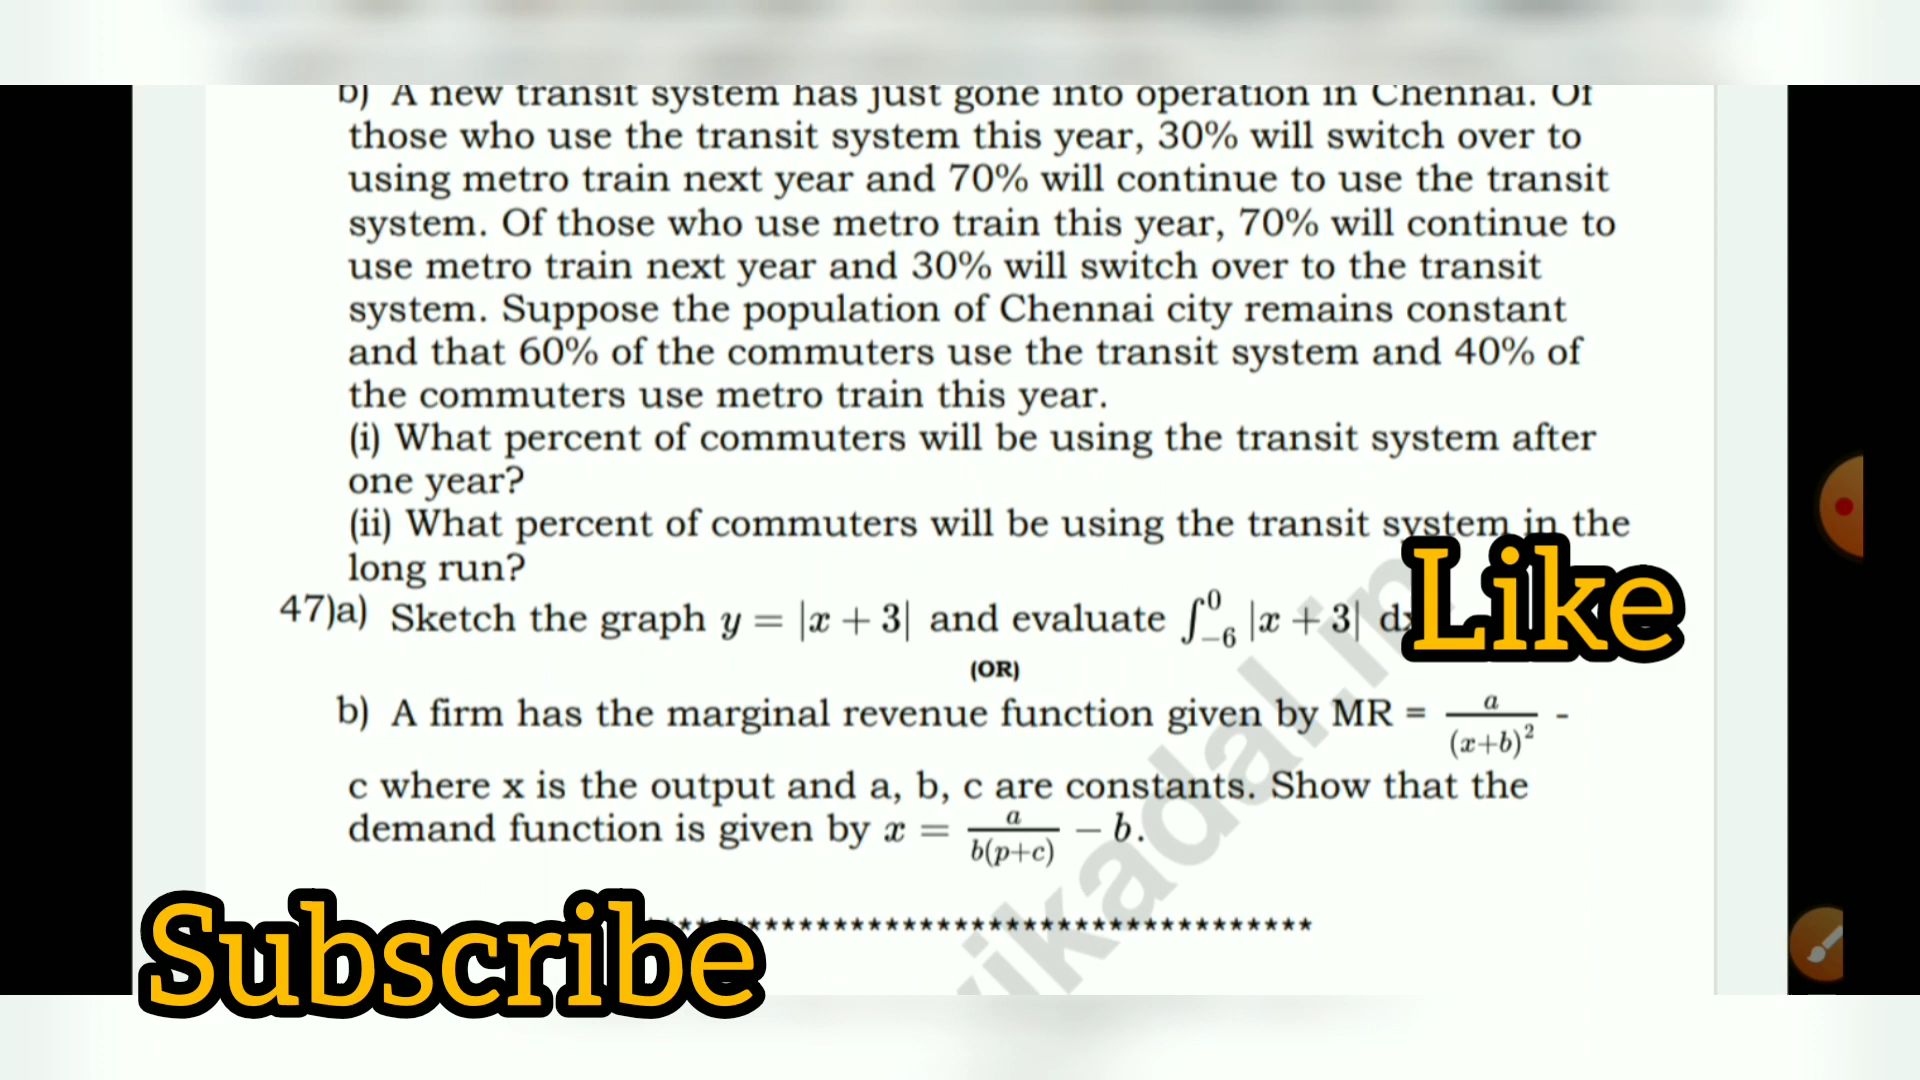 b) A new transit system has just gone into operation in Chennai. Of
those who use the transit system this year, 30% will switch over to
using metro train next year and 70% will continue to use the transit
system. Of those who use metro train this year, 70% will continue to
use metro train next year and 30% will switch over to the transit
system. Suppose the population of Chennai city remains constant
and that 60% of the commuters use the transit system and 40% of
the commuters use metro train this year.
(i) What percent of commuters will be using the transit system after
one year?
(ii) What percent of commuters will be using the transit system in the
long run?
47)a) Sketch the graph y = |x + 3| and evaluate ∫₋₆⁰ |x + 3|
Like
(OR)
b) A firm has the marginal revenue function given by MR = a/(x+b)² -
c where x is the output and a, b, c are constants. Show that the
demand function is given by x = a/b(p+c) − b.
************************************
Subscribe
ikadal.in